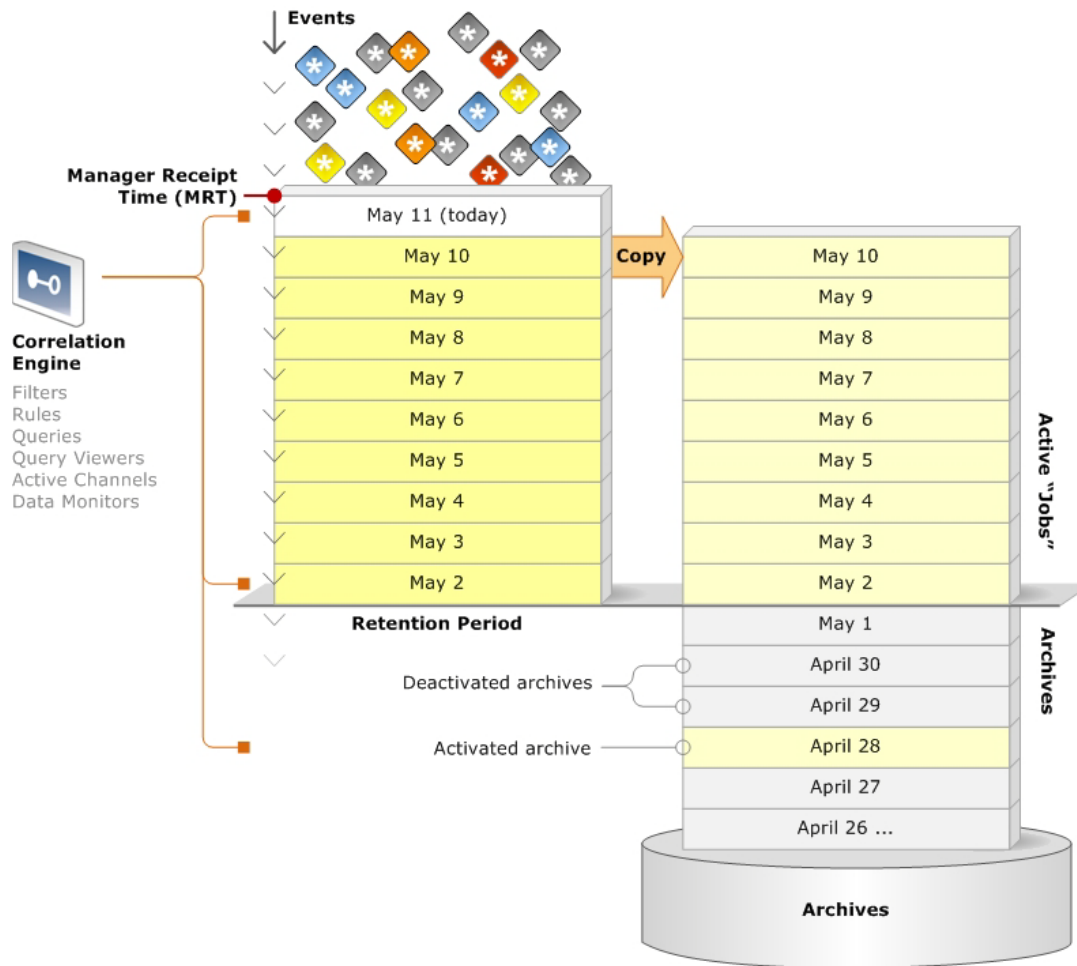 Events
Manager Receipt
Time (MRT)
May 11 (today)
May 10
May 9
May 8
May 7
May 6
May 5
May 4
May 3
May 2
Retention Period
Correlation
Engine
Filters
Rules
Queries
Query Viewers
Active Channels
Data Monitors
Copy
May 10
May 9
May 8
May 7
May 6
May 5
May 4
May 3
May 2
May 1
April 30
April 29
April 28
April 27
April 26 ...
Active "Jobs"
Archives
Deactivated archives
Activated archive
Archives